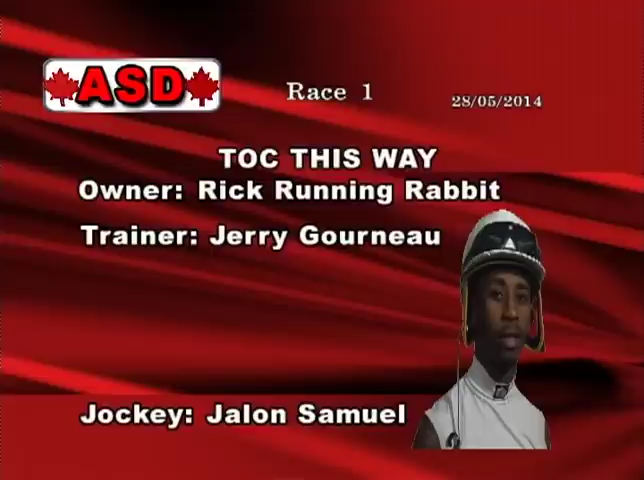 ASD
Race 1
28/05/2014
TOC THIS WAY
Owner: Rick Running Rabbit
Trainer: Jerry Gourneau
Jockey: Jalon Samuel